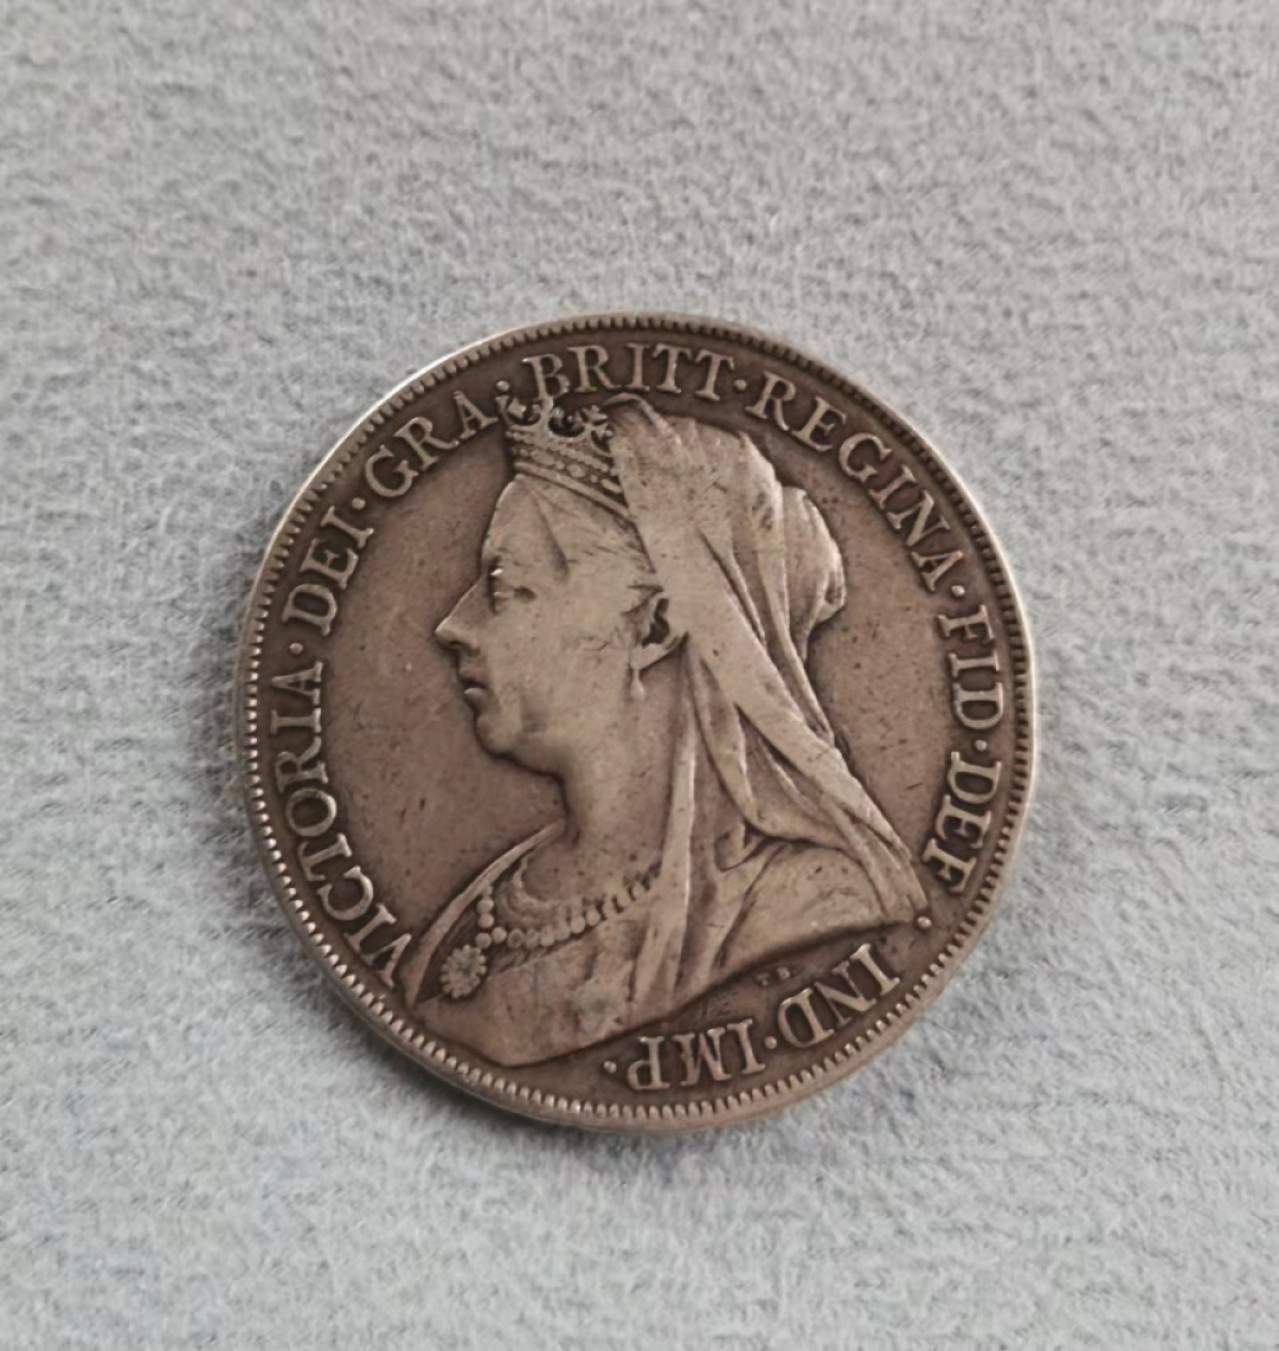 VICTORIA · DEI · GRA: BRITT · REGINA · FID · DEF · IND · IMP ·
T.B.